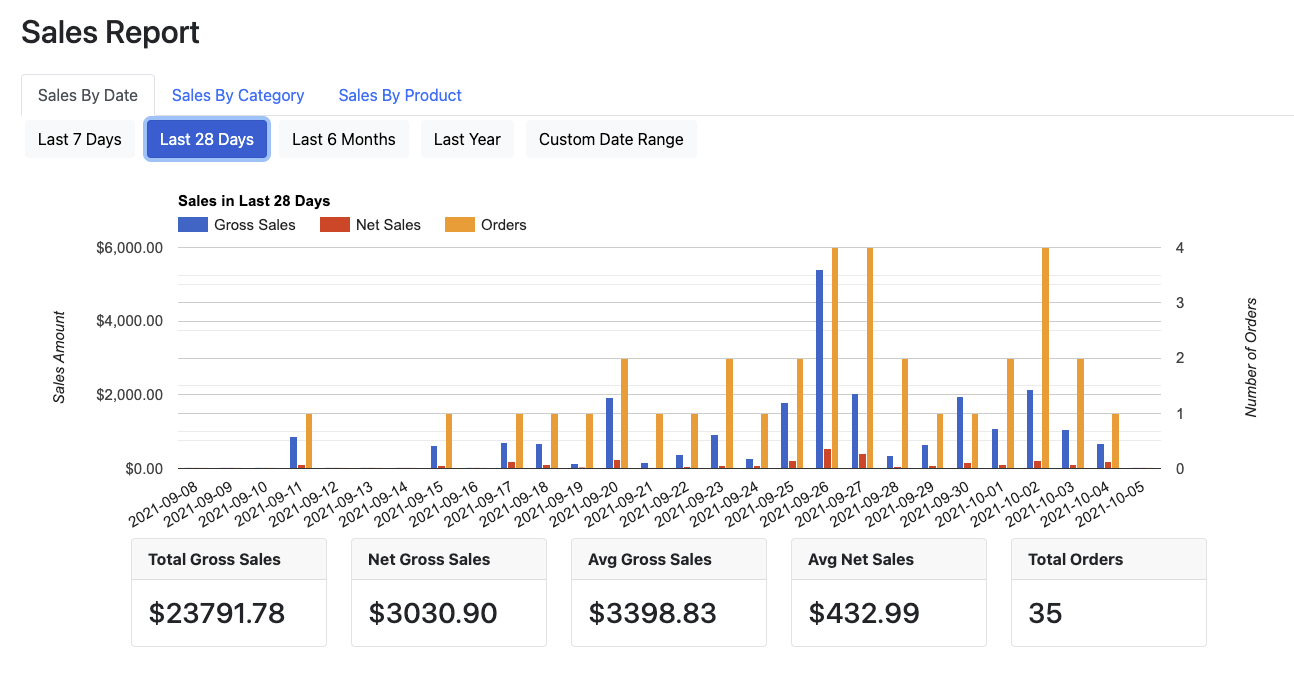 Sales Report
Sales By Date Sales By Category Sales By Product
Last 7 Days Last 28 Days Last 6 Months Last Year Custom Date Range
Sales in Last 28 Days
Gross Sales Net Sales Orders
$6,000.00 4
3
$4,000.00
2
$2,000.00
1
$0.00 0
Sales Amount
Number of Orders
2021-09-08 2021-09-09 2021-09-10 2021-09-11 2021-09-12 2021-09-13 2021-09-14 2021-09-15 2021-09-16 2021-09-17 2021-09-18 2021-09-19 2021-09-20 2021-09-21 2021-09-22 2021-09-23 2021-09-24 2021-09-25 2021-09-26 2021-09-27 2021-09-28 2021-09-29 2021-09-30 2021-10-01 2021-10-02 2021-10-03 2021-10-04 2021-10-05
Total Gross Sales Net Gross Sales Avg Gross Sales Avg Net Sales Total Orders
$23791.78 $3030.90 $3398.83 $432.99 35